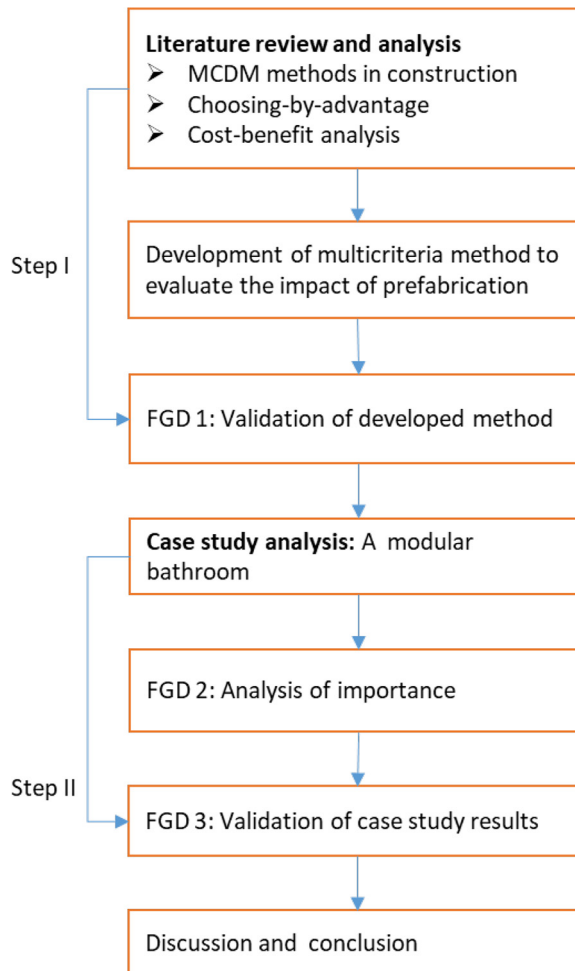 Literature review and analysis
➢ MCDM methods in construction
➢ Choosing-by-advantage
➢ Cost-benefit analysis
Step I
Development of multicriteria method to
evaluate the impact of prefabrication
FGD 1: Validation of developed method
Case study analysis: A modular
bathroom
FGD 2: Analysis of importance
Step II
FGD 3: Validation of case study results
Discussion and conclusion